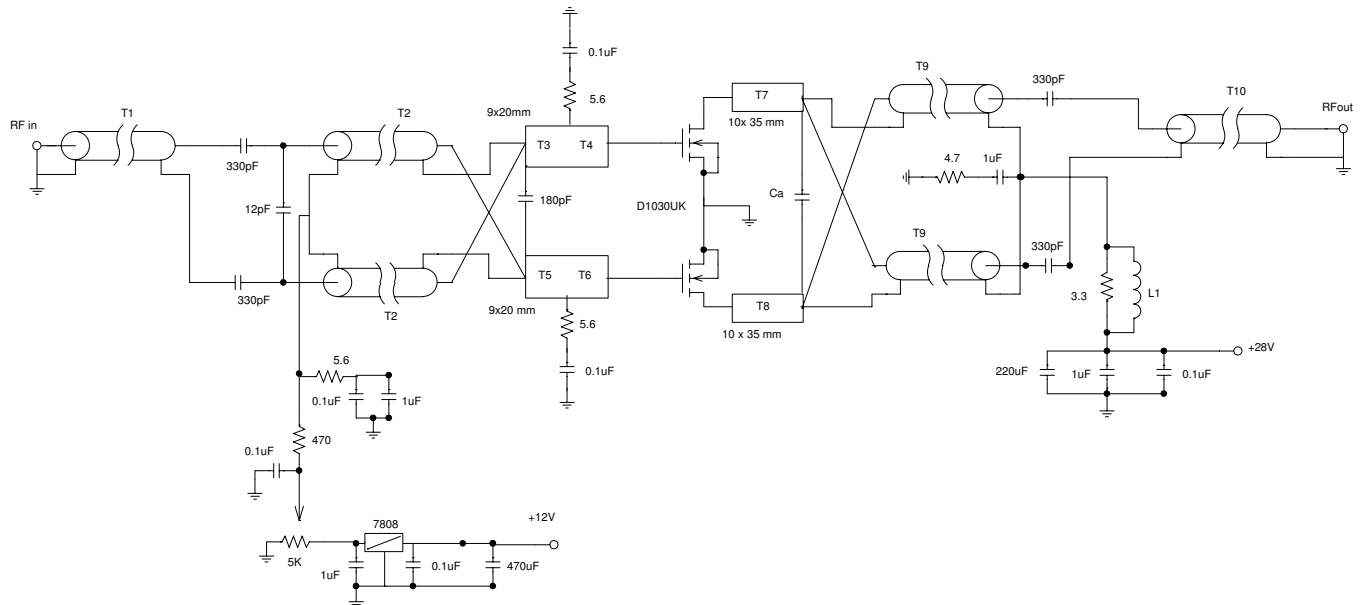 0.1uF
5.6
T9
330pF
T7
T10
T1
T2
9x20mm
RF in
RFout
10x 35 mm
T3
T4
330pF
4.7
1uF
180pF
Ca
12pF
D1030UK
T9
330pF
T5
T6
330pF
3.3
L1
T8
T2
9x20 mm
10 x 35 mm
5.6
+28V
5.6
0.1uF
220uF
1uF
0.1uF
0.1uF
1uF
470
0.1uF
+12V
7808
5K
1uF
0.1uF
470uF